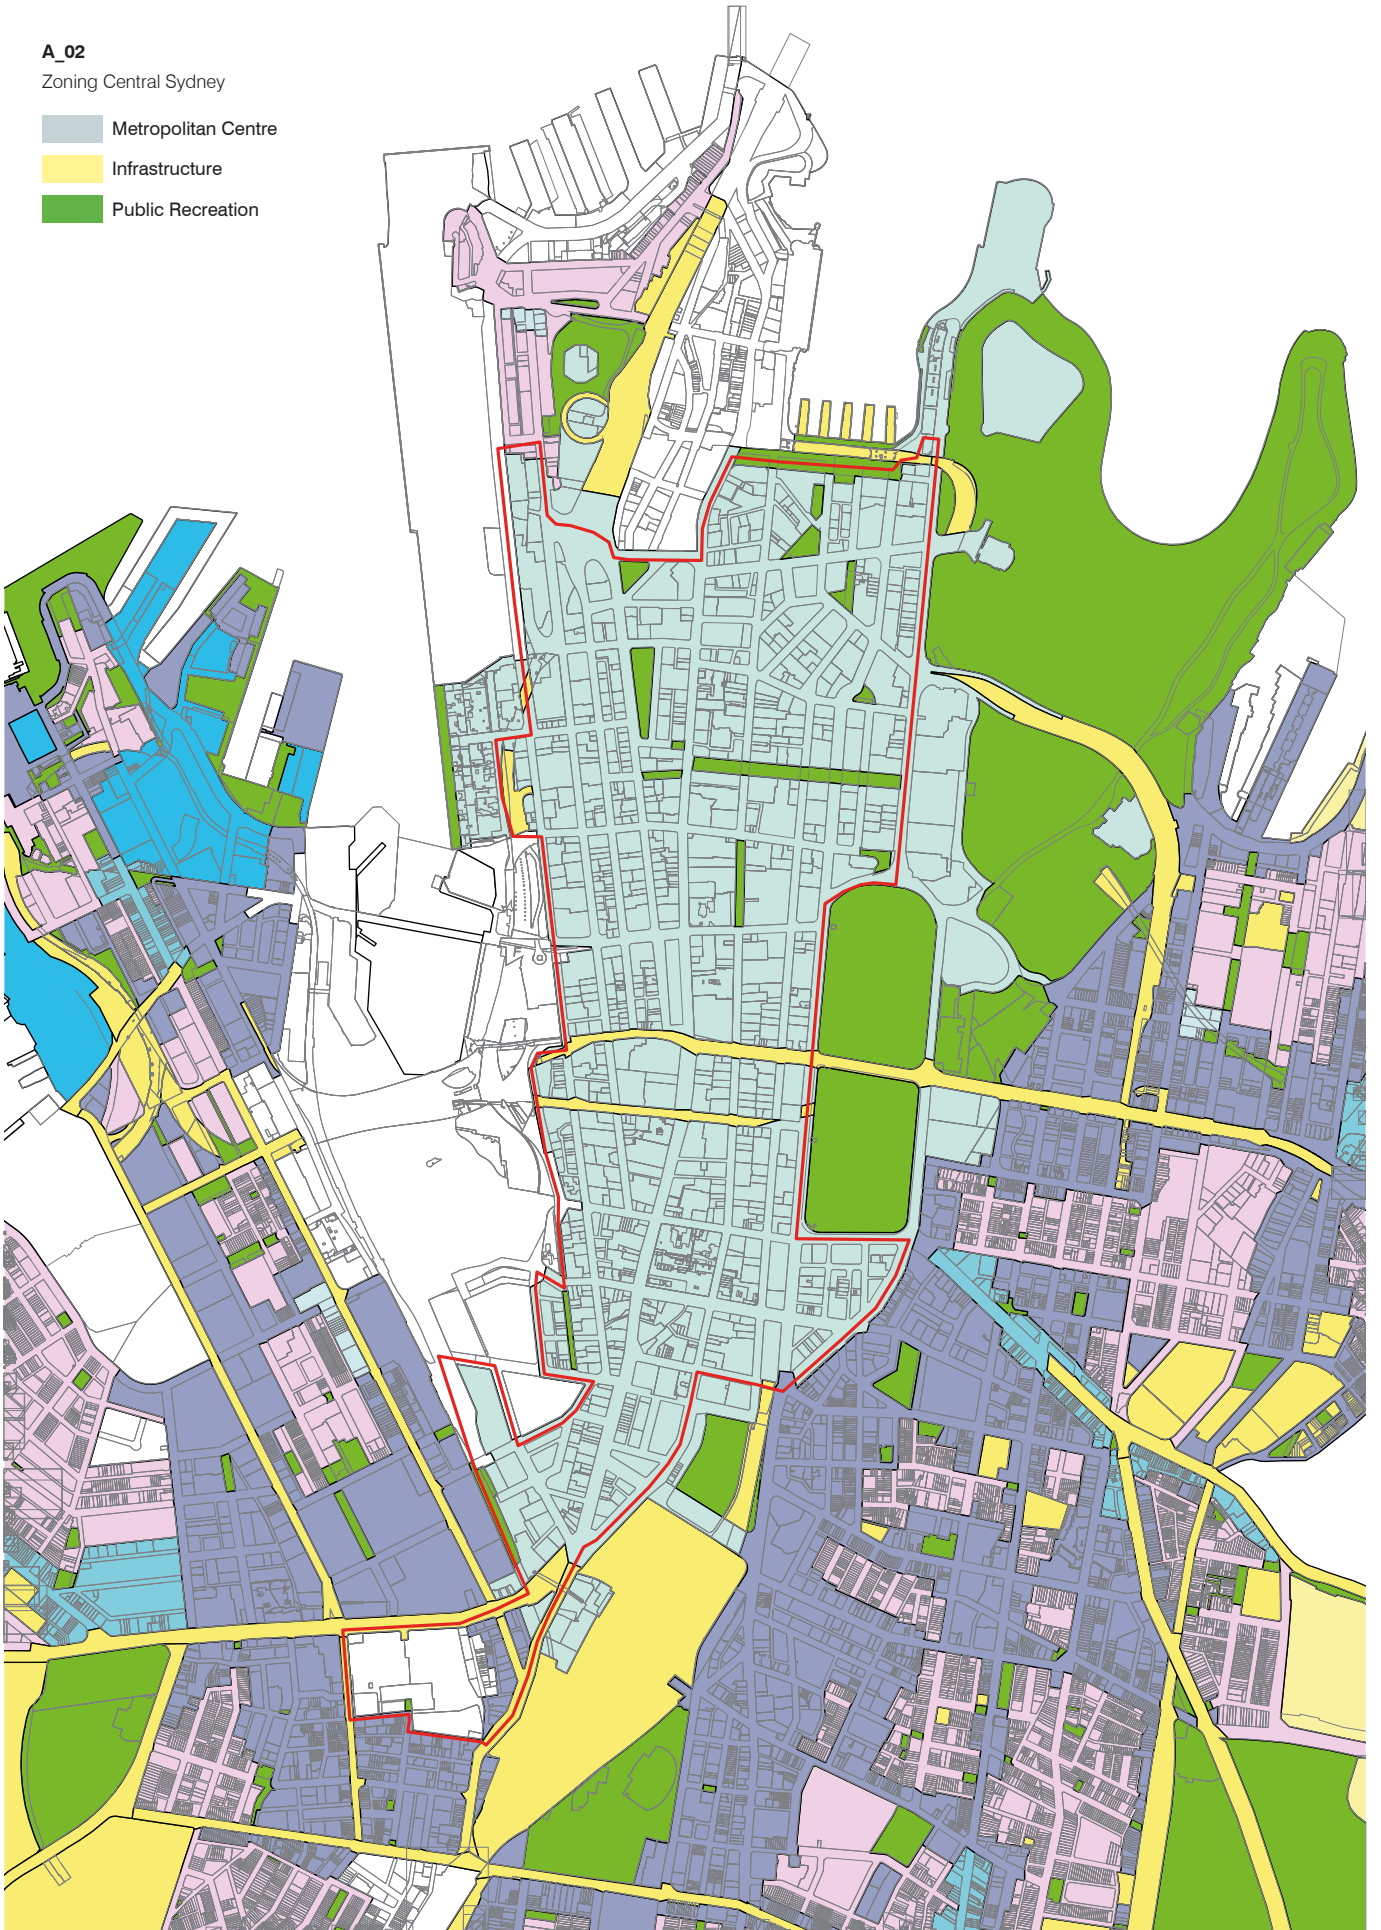 A_02
Zoning Central Sydney
Metropolitan Centre
Infrastructure
Public Recreation